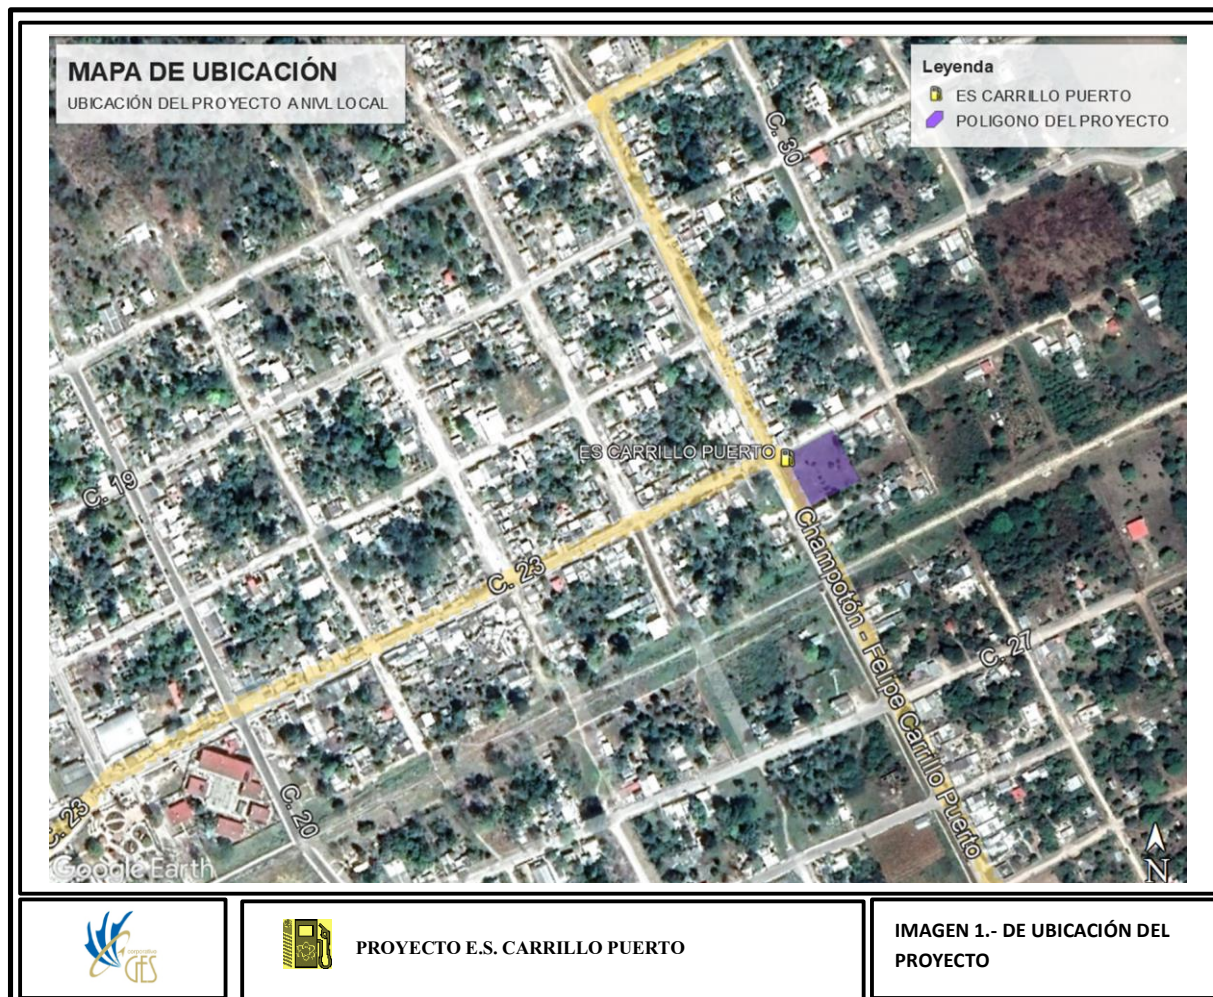 MAPA DE UBICACIÓN
UBICACIÓN DEL PROYECTO A NIVL LOCAL
Leyenda
ES CARRILLO PUERTO
POLIGONO DEL PROYECTO
C. 30
ES CARRILLO PUERTO
C. 19
C. 23
Champotón - Felipe Carrillo Puerto
C. 27
C. 20
C. 23
Google Earth
N
corporativo
GES
PROYECTO E.S. CARRILLO PUERTO
IMAGEN 1.- DE UBICACIÓN DEL
PROYECTO